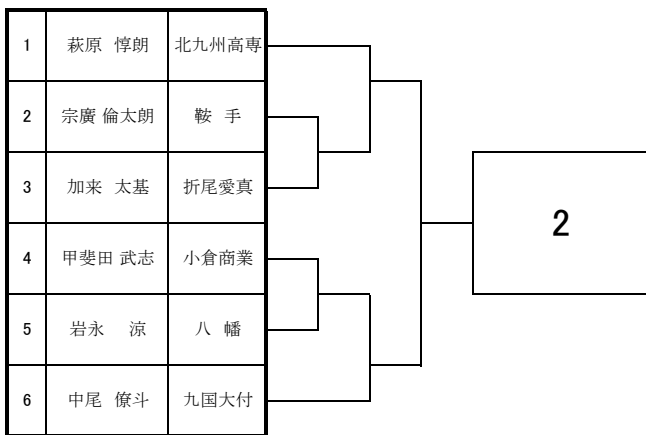 1 萩原 惇朗 北九州高専
2 宗廣 倫太朗 鞍 手
3 加来 太基 折尾愛真
4 甲斐田 武志 小倉商業
5 岩永 涼 八 幡
6 中尾 僚斗 九国大付
2